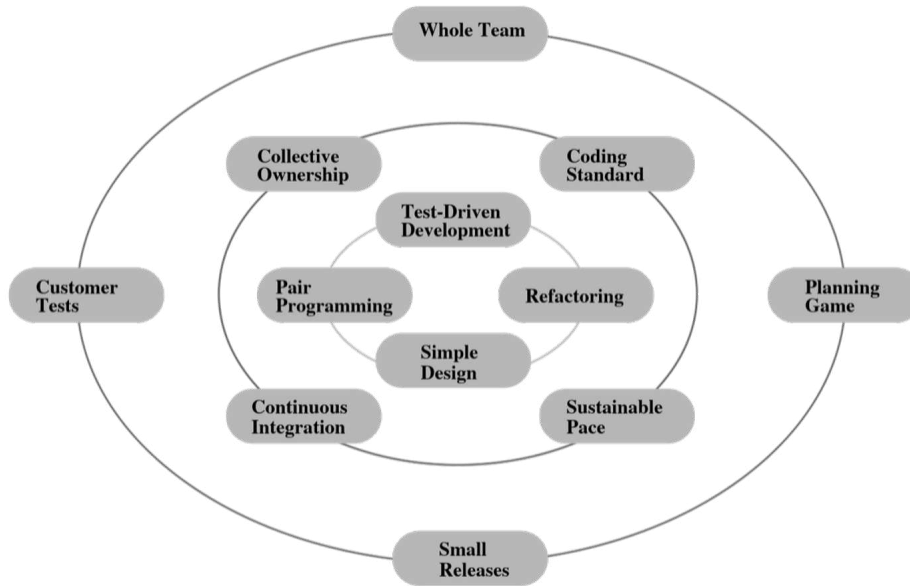 Whole Team
Collective
Ownership
Coding
Standard
Test-Driven
Development
Customer
Tests
Pair
Programming
Refactoring
Planning
Game
Simple
Design
Continuous
Integration
Sustainable
Pace
Small
Releases